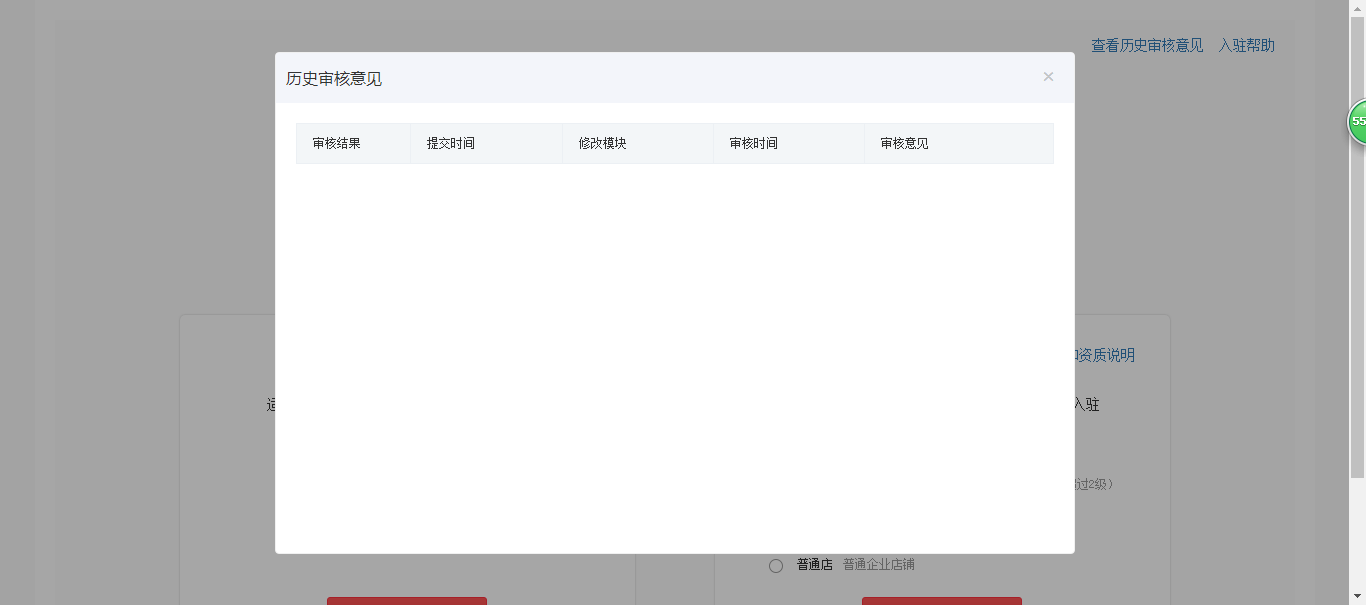 查看历史审核意见 入驻帮助
历史审核意见 ×
审核结果 提交时间 修改模块 审核时间 审核意见
55
资质说明
入驻
过2级）
普通店 普通企业店铺